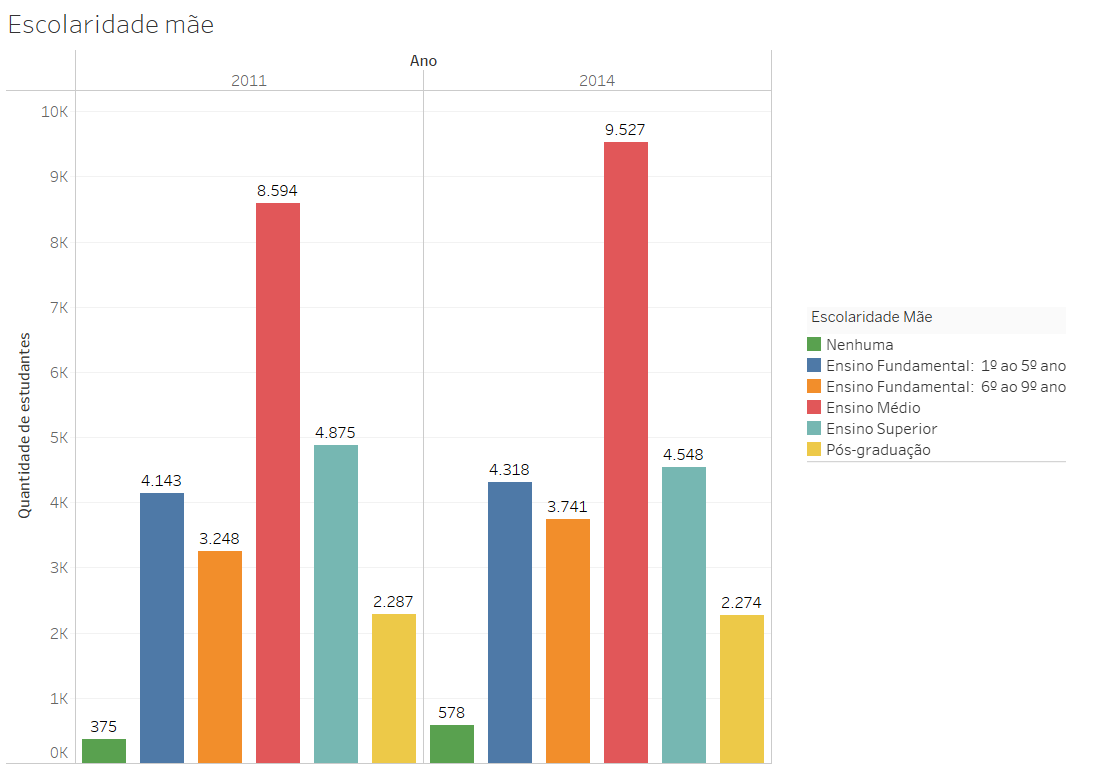 Escolaridade mãe
Ano
2011
2014
10K
9K
8K
7K
6K
5K
4K
3K
2K
1K
0K
Quantidade de estudantes
375
4.143
3.248
8.594
4.875
2.287
578
4.318
3.741
9.527
4.548
2.274
Escolaridade Mãe
Nenhuma
Ensino Fundamental: 1º ao 5º ano
Ensino Fundamental: 6º ao 9º ano
Ensino Médio
Ensino Superior
Pós-graduação